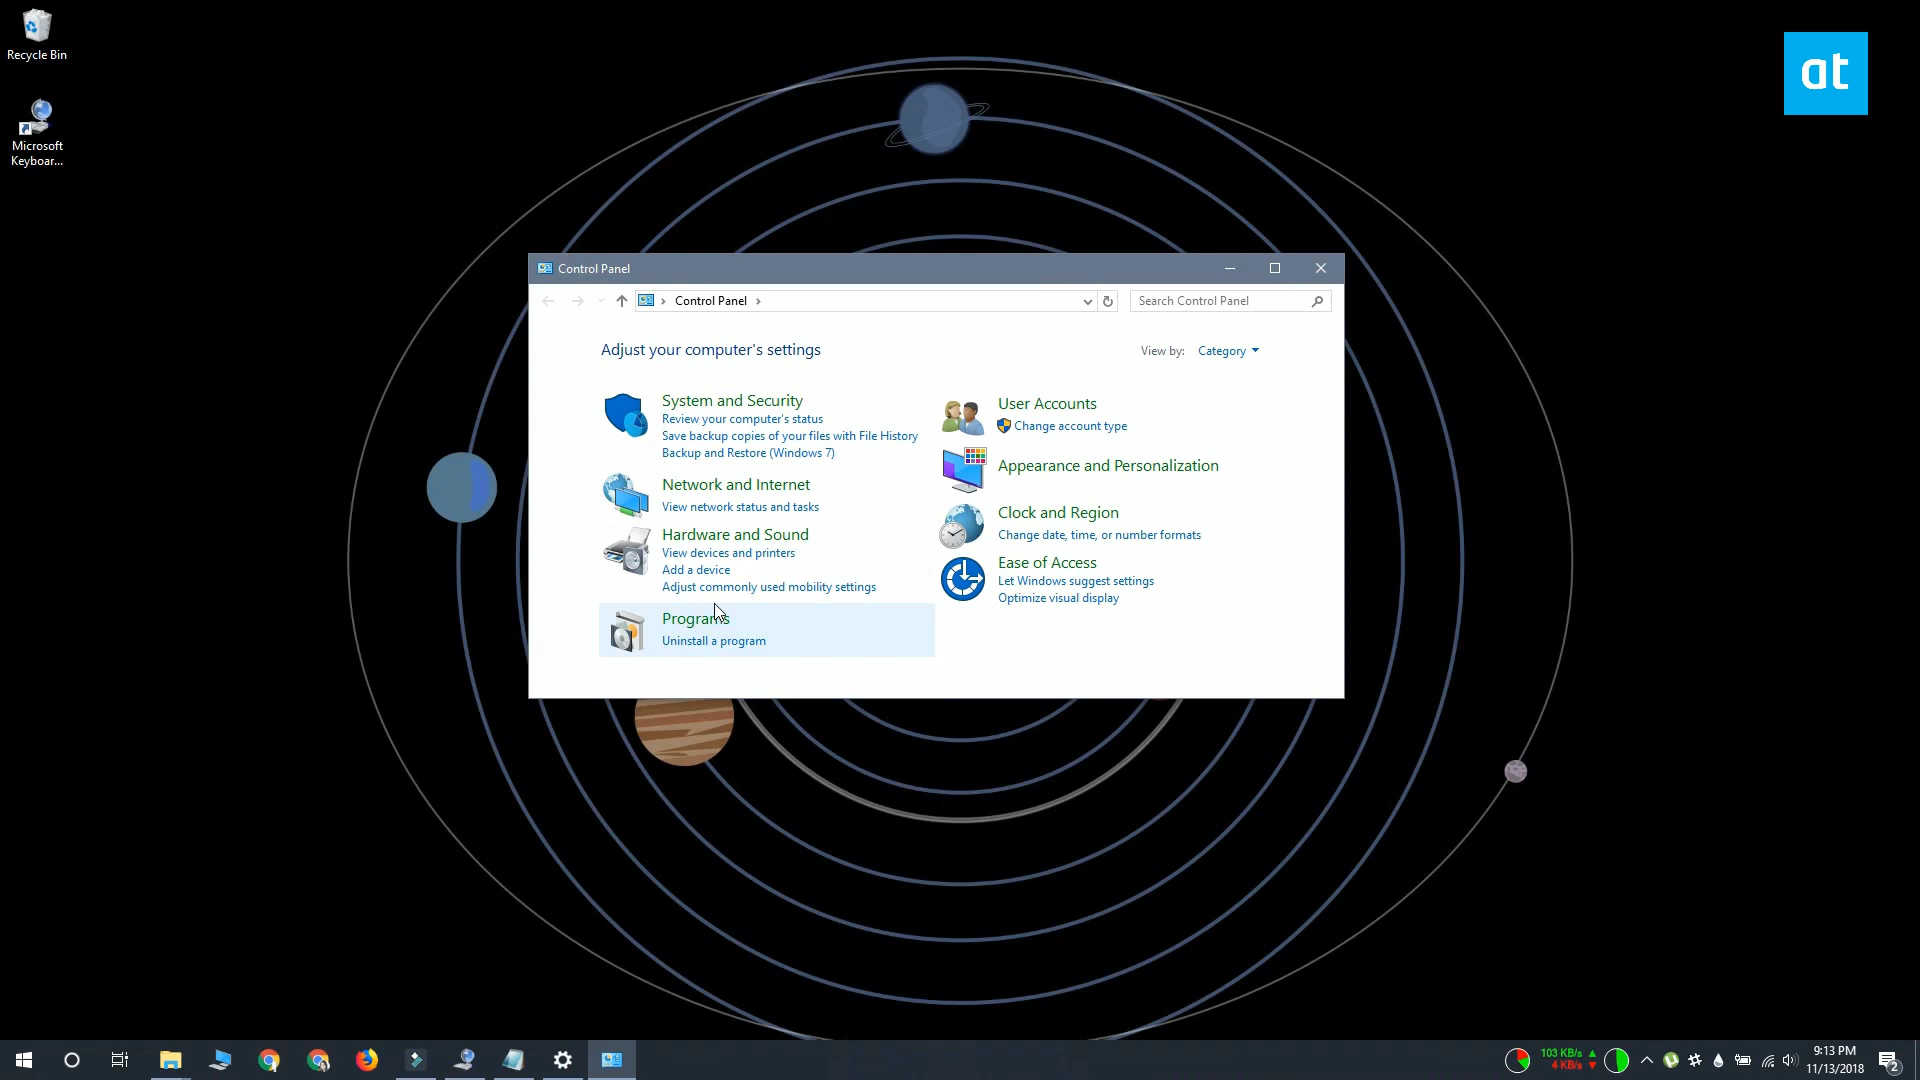 Recycle Bin
Microsoft
Keyboar...
at
Control Panel
Control Panel
Search Control Panel
Adjust your computer's settings
View by: Category
System and Security
Review your computer's status
Save backup copies of your files with File History
Backup and Restore (Windows 7)
Network and Internet
View network status and tasks
Hardware and Sound
View devices and printers
Add a device
Adjust commonly used mobility settings
Programs
Uninstall a program
User Accounts
Change account type
Appearance and Personalization
Clock and Region
Change date, time, or number formats
Ease of Access
Let Windows suggest settings
Optimize visual display
103 KB/s
4 KB/s
9:13 PM
11/13/2018
2